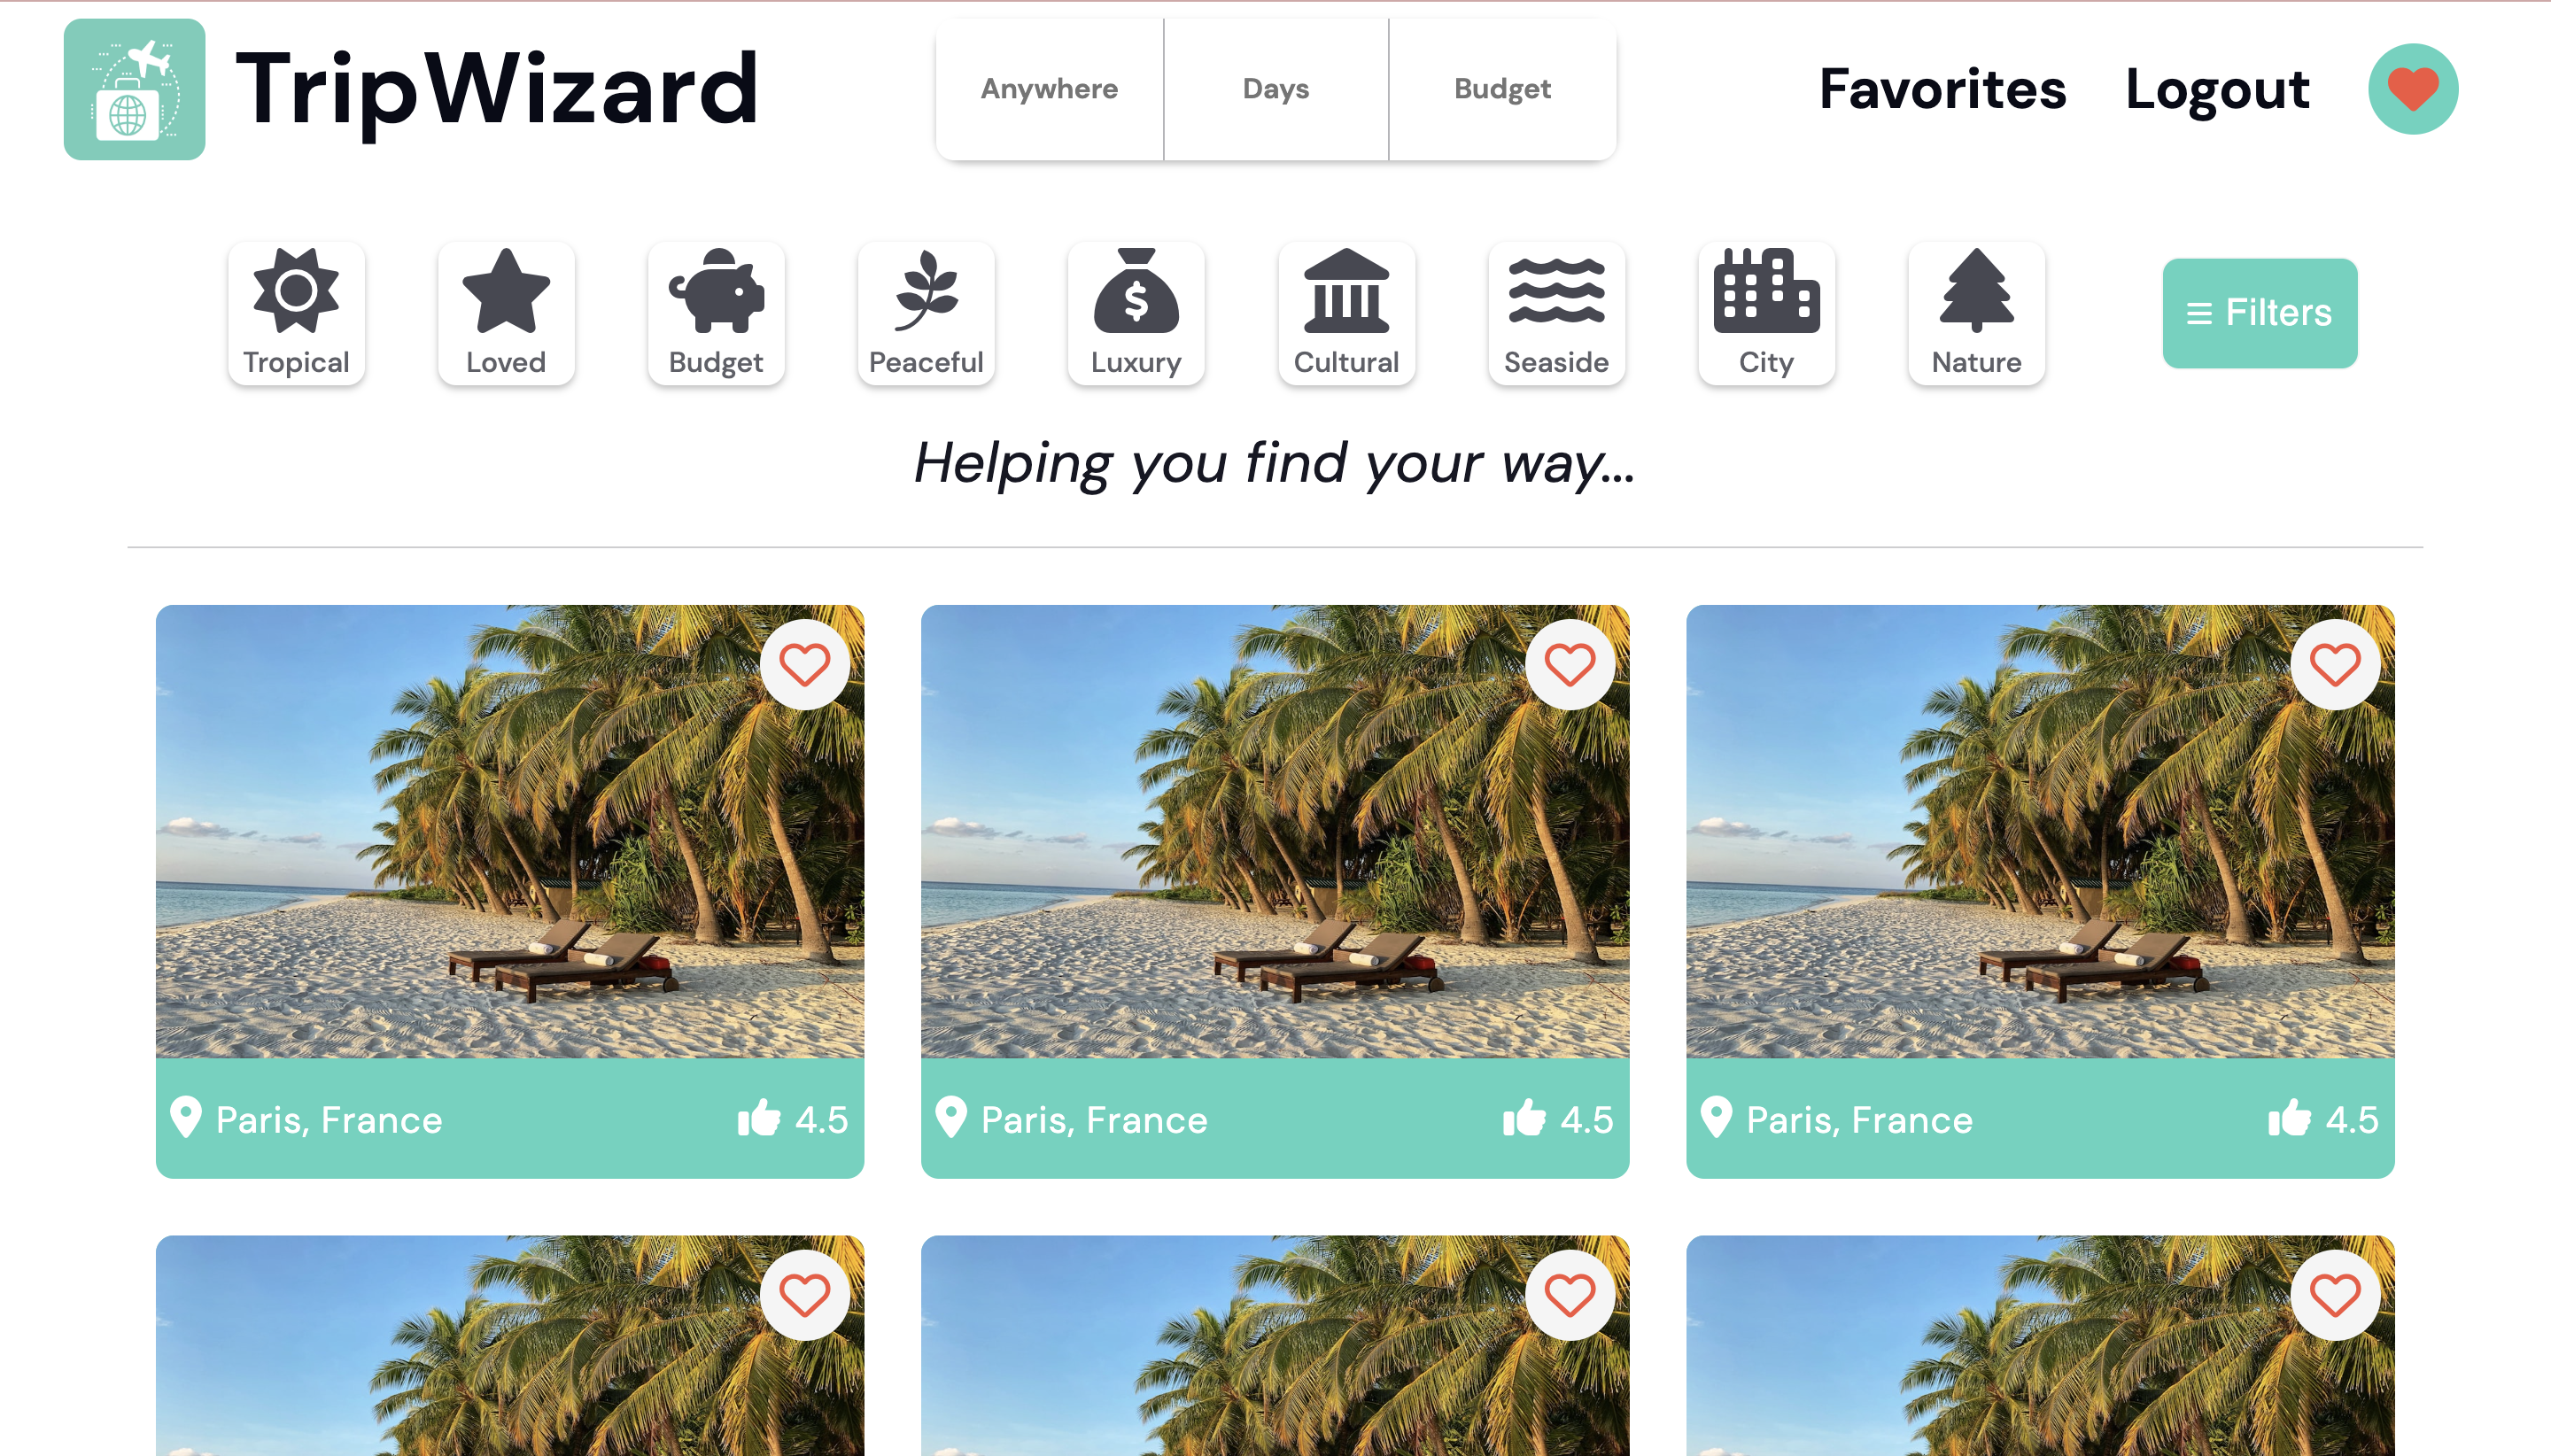 TripWizard
Anywhere Days Budget
Favorites Logout
Tropical Loved Budget Peaceful Luxury Cultural Seaside City Nature
Filters
Helping you find your way...
Paris, France 4.5
Paris, France 4.5
Paris, France 4.5